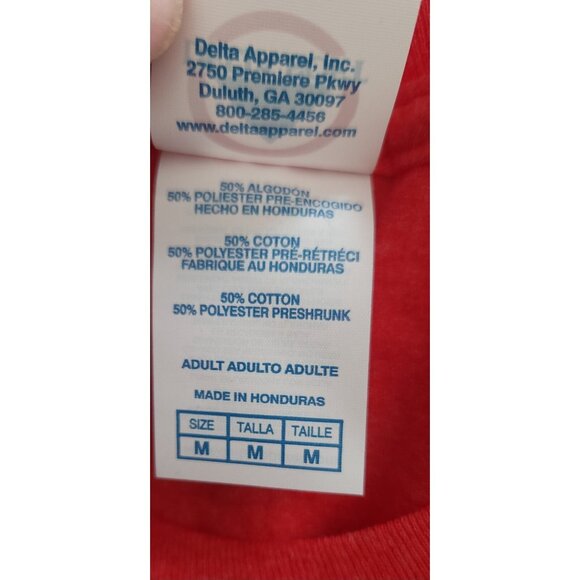 Delta Apparel, Inc.
2750 Premiere Pkwy
Duluth, GA 30097
800-285-4456
www.deltaapparel.com
50% ALGODÓN
50% POLIESTER PRE-ENCOGIDO
HECHO EN HONDURAS
50% COTON
50% POLYESTER PRÉ-RÉTRÉCI
FABRIQUE AU HONDURAS
50% COTTON
50% POLYESTER PRESHRUNK
ADULT ADULTO ADULTE
MADE IN HONDURAS
SIZE TALLA TAILLE
M M M